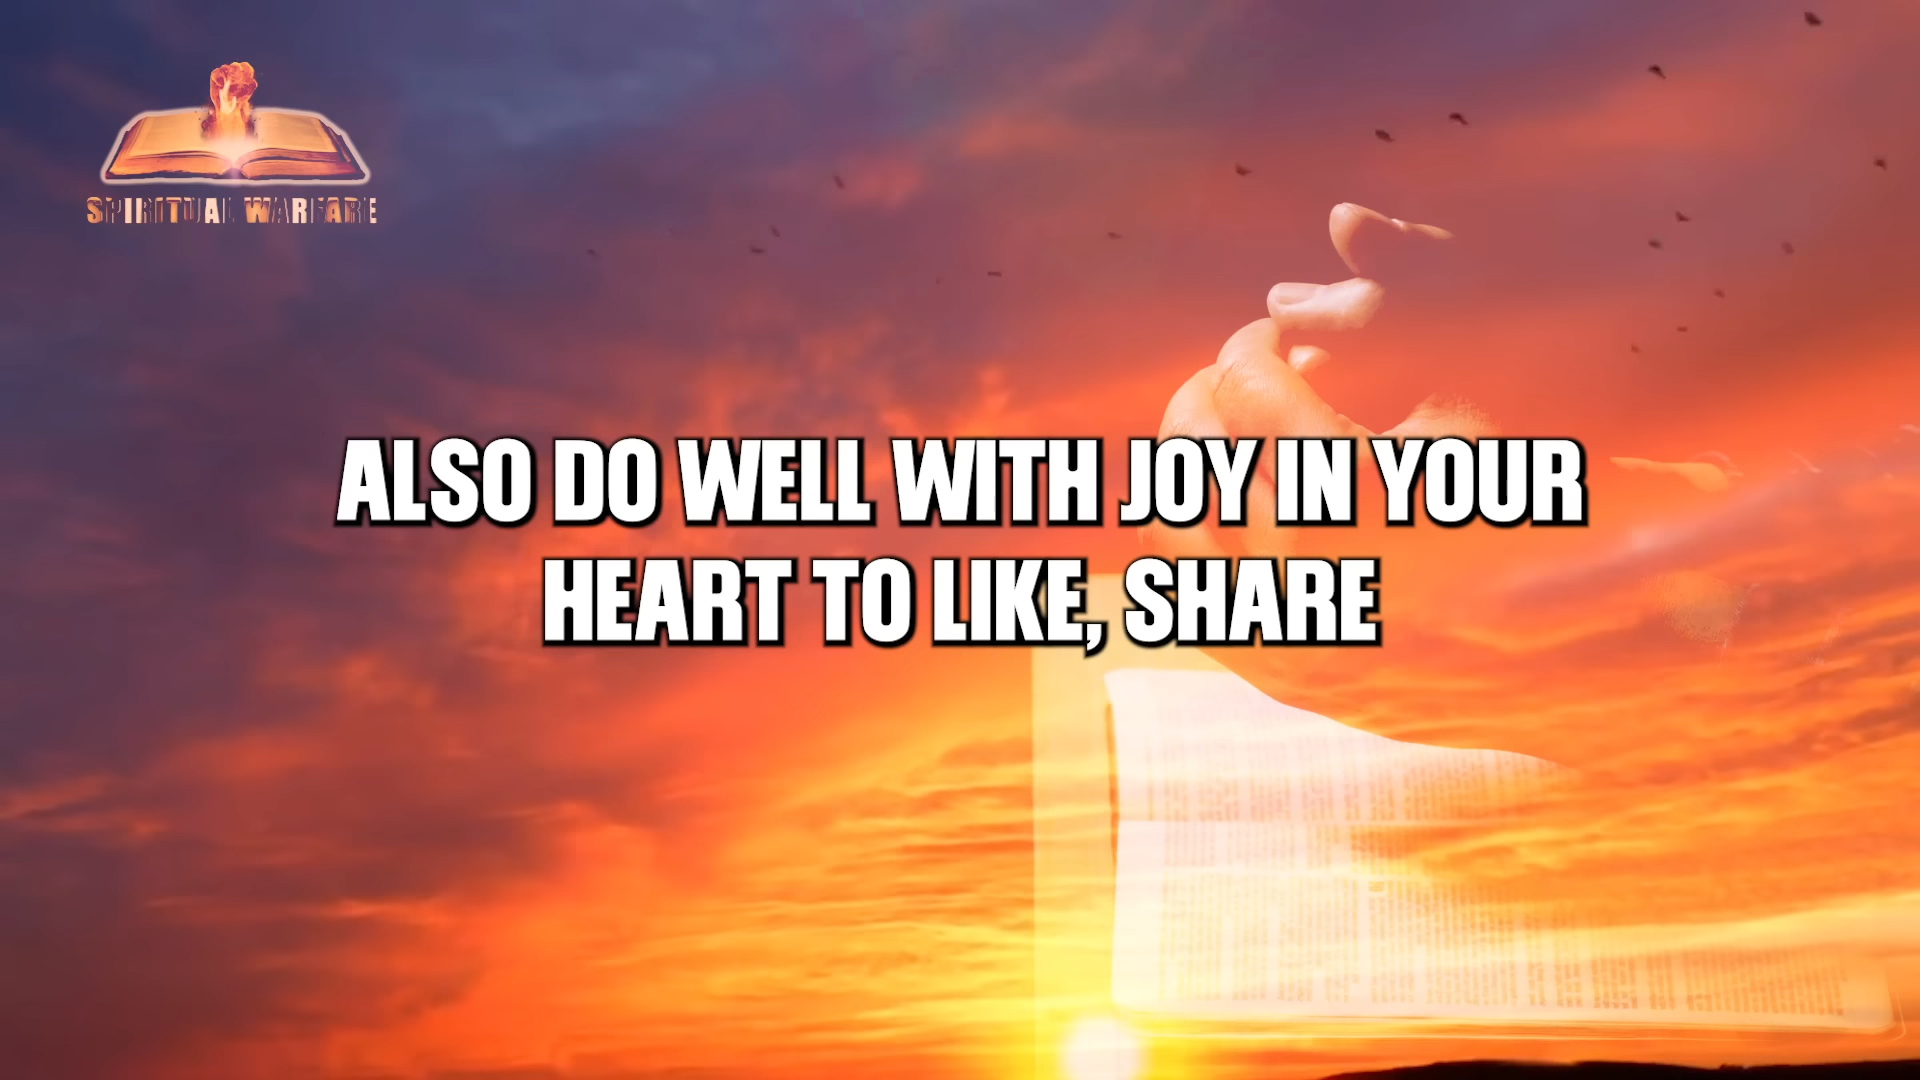 SPIRITUAL WARFARE
ALSO DO WELL WITH JOY IN YOUR
HEART TO LIKE, SHARE